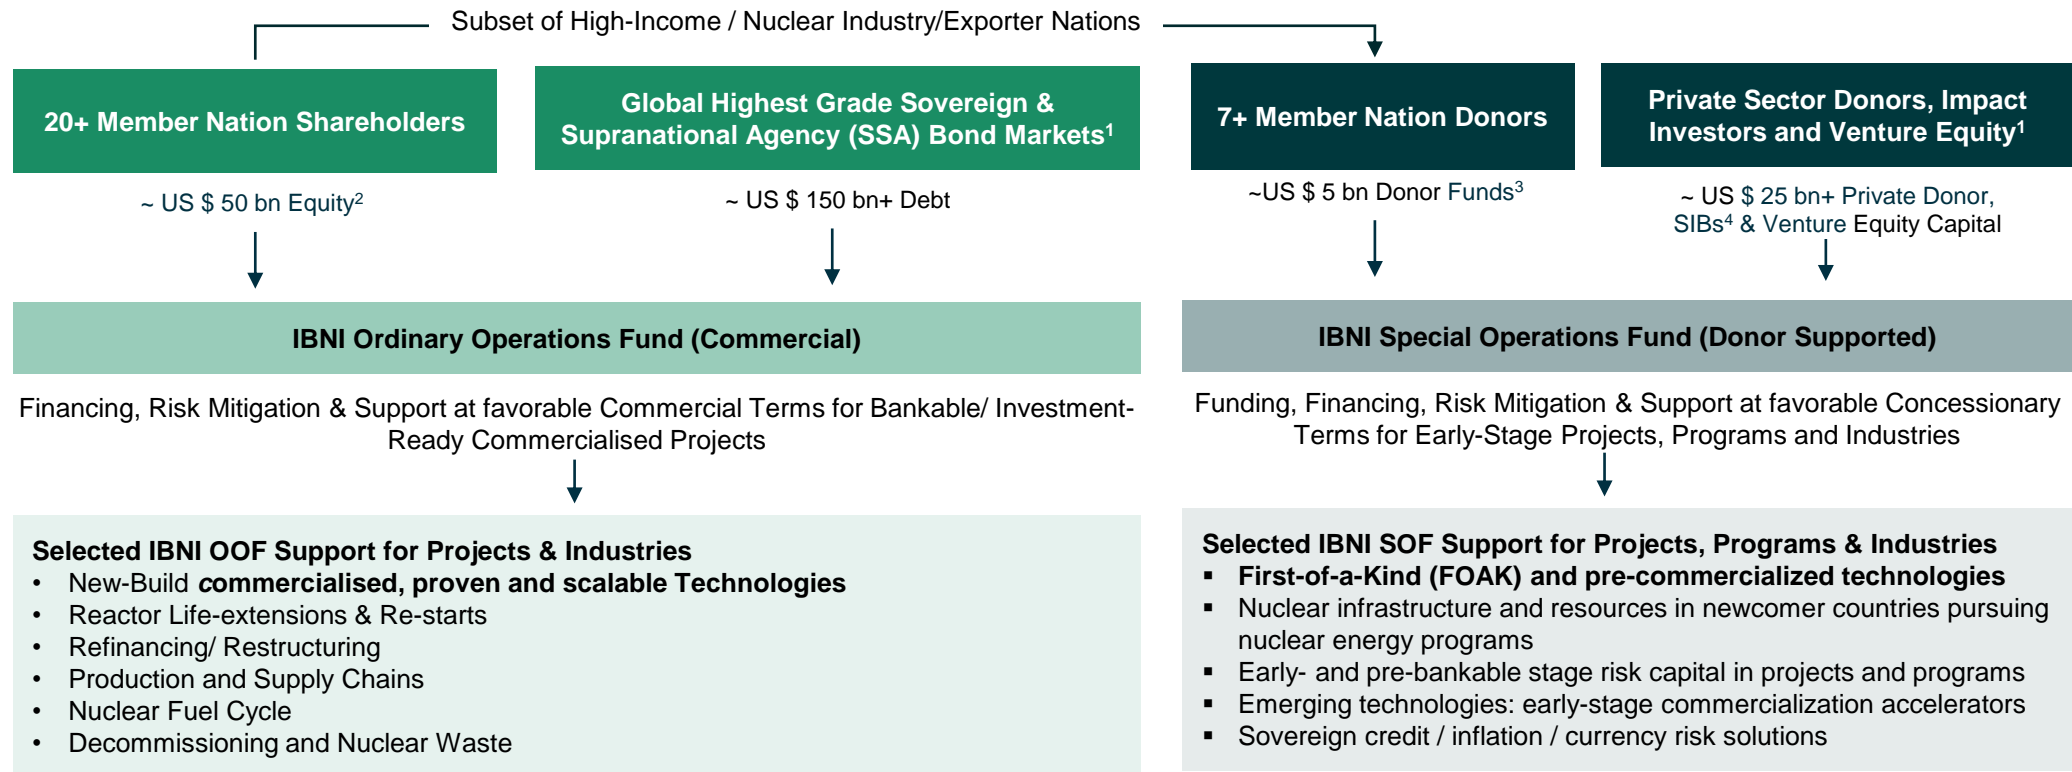 Subset of High-Income / Nuclear Industry/Exporter Nations
20+ Member Nation Shareholders
Global Highest Grade Sovereign &
Supranational Agency (SSA) Bond Markets¹
7+ Member Nation Donors
Private Sector Donors, Impact
Investors and Venture Equity¹
~ US $ 50 bn Equity²
~ US $ 150 bn+ Debt
~US $ 5 bn Donor Funds³
~ US $ 25 bn+ Private Donor,
SIBs⁴ & Venture Equity Capital
IBNI Ordinary Operations Fund (Commercial)
IBNI Special Operations Fund (Donor Supported)
Financing, Risk Mitigation & Support at favorable Commercial Terms for Bankable/ Investment-
Ready Commercialised Projects
Funding, Financing, Risk Mitigation & Support at favorable Concessionary
Terms for Early-Stage Projects, Programs and Industries
Selected IBNI OOF Support for Projects & Industries
• New-Build commercialised, proven and scalable Technologies
• Reactor Life-extensions & Re-starts
• Refinancing/ Restructuring
• Production and Supply Chains
• Nuclear Fuel Cycle
• Decommissioning and Nuclear Waste
Selected IBNI SOF Support for Projects, Programs & Industries
▪ First-of-a-Kind (FOAK) and pre-commercialized technologies
▪ Nuclear infrastructure and resources in newcomer countries pursuing
nuclear energy programs
▪ Early- and pre-bankable stage risk capital in projects and programs
▪ Emerging technologies: early-stage commercialization accelerators
▪ Sovereign credit / inflation / currency risk solutions